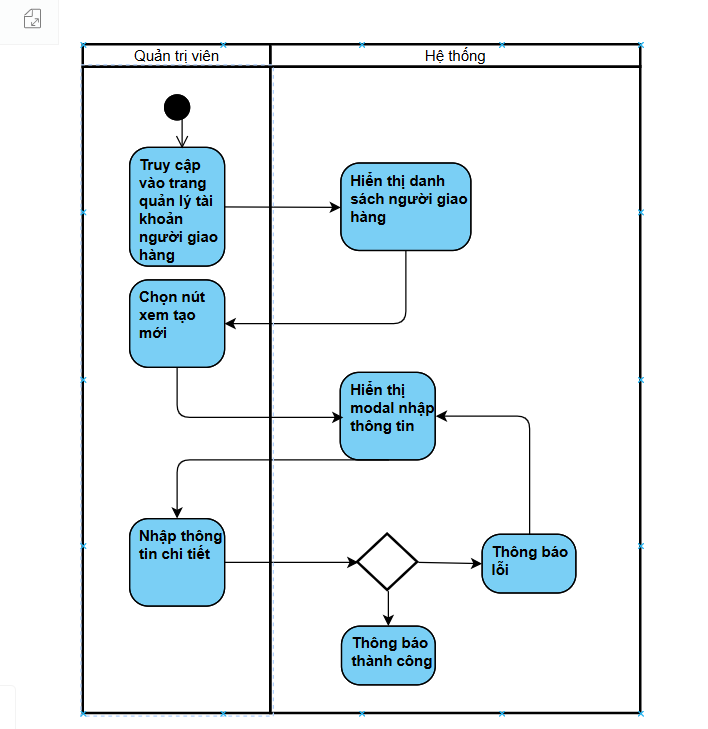 Quản trị viên
Hệ thống
Truy cập
vào trang
quản lý tài
khoản
người giao
hàng
Hiển thị danh
sách người giao
hàng
Chọn nút
xem tạo
mới
Hiển thị
modal nhập
thông tin
Nhập thông
tin chi tiết
Thông báo
lỗi
Thông báo
thành công